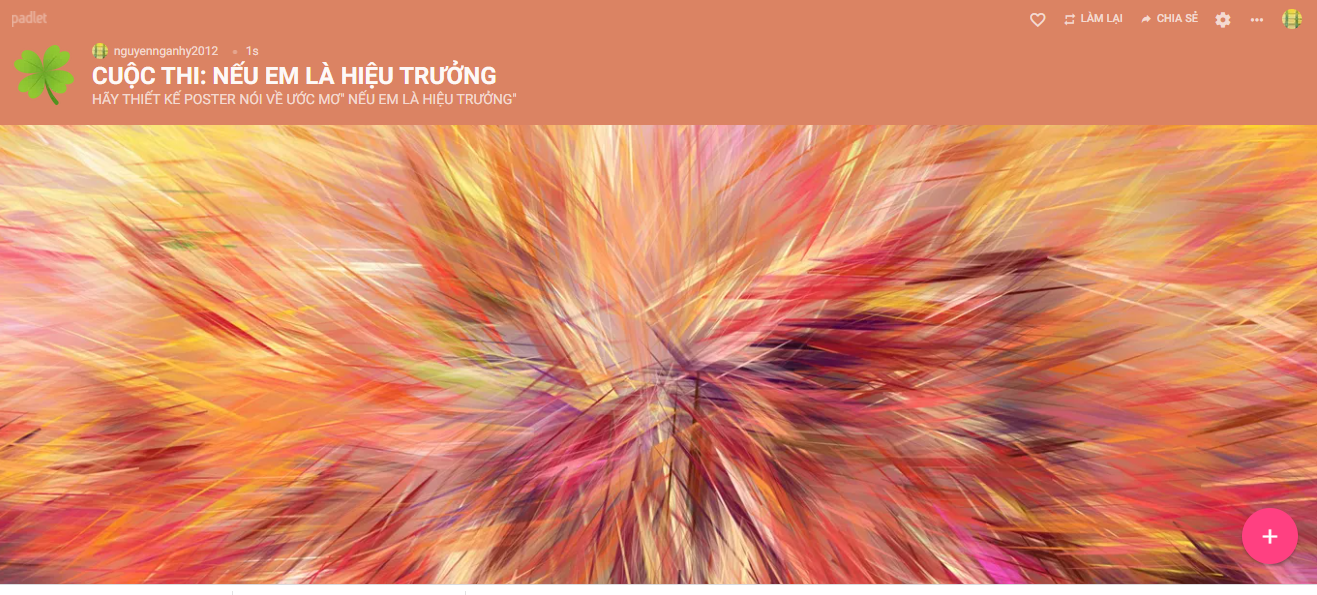 padlet
LÀM LẠI
CHIA SẺ
nguyennganhy2012 • 1s
CUỘC THI: NẾU EM LÀ HIỆU TRƯỞNG
HÃY THIẾT KẾ POSTER NÓI VỀ ƯỚC MƠ" NẾU EM LÀ HIỆU TRƯỞNG"